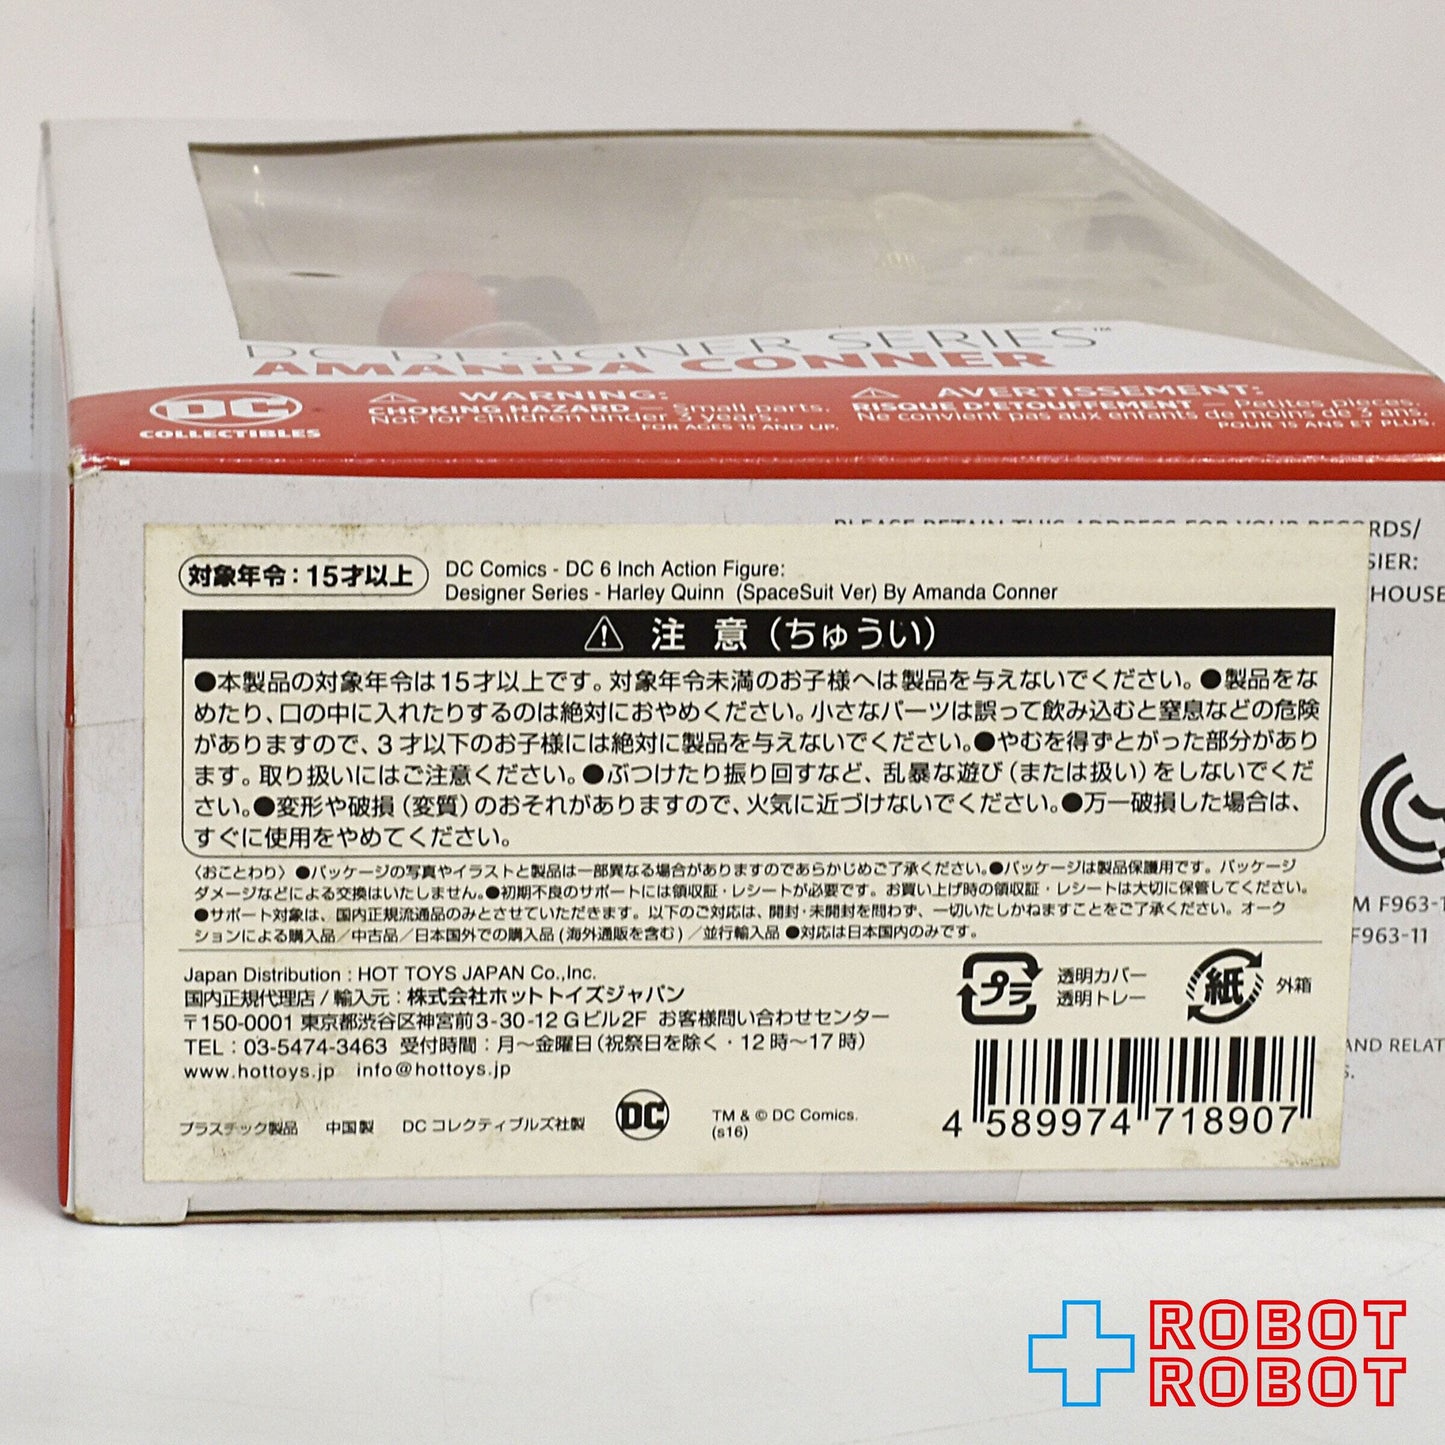 DC DESIGNER SERIES™
AMANDA CONNER
DC
COLLECTIBLES
⚠ WARNING:
CHOKING HAZARD — Small parts.
Not for children under 3 years.
FOR AGES 15 AND UP.
⚠ AVERTISSEMENT:
RISQUE D'ETOUFEMENT — Petites pieces.
Ne convient pas aux enfants de moins de 3 ans.
POUR 15 ANS ET PLUS.
PLEASE RETAIN THIS ADDRESS FOR YOUR RECORDS/
SIER:
HOUSE
対象年令：15才以上
DC Comics - DC 6 Inch Action Figure:
Designer Series - Harley Quinn (SpaceSuit Ver) By Amanda Conner
⚠ 注 意（ちゅうい）
●本製品の対象年令は15才以上です。対象年令未満のお子様へは製品を与えないでください。●製品をな
めたり、口の中に入れたりするのは絶対におやめください。小さなパーツは誤って飲み込むと窒息などの危険
がありますので、3才以下のお子様には絶対に製品を与えないでください。●やむを得ずとがった部分があり
ます。取り扱いにはご注意ください。●ぶつけたり振り回すなど、乱暴な遊び（または扱い）をしないでくだ
さい。●変形や破損（変質）のおそれがありますので、火気に近づけないでください。●万一破損した場合は、
すぐに使用をやめてください。
〈おことわり〉●パッケージの写真やイラストと製品は一部異なる場合がありますのであらかじめご了承ください。●パッケージは製品保護用です。パッケージ
ダメージなどによる交換はいたしません。●初期不良のサポートには領収証・レシートが必要です。お買い上げ時の領収証・レシートは大切に保管してください。
●サポート対象は、国内正規流通品のみとさせていただきます。以下のご対応は、開封・未開封を問わず、一切いたしかねますことをご了承ください。オーク
ションによる購入品／中古品／日本国外での購入品(海外通販を含む)／並行輸入品 ●対応は日本国内のみです。
Japan Distribution : HOT TOYS JAPAN Co.,Inc.
国内正規代理店 / 輸入元：株式会社ホットトイズジャパン
〒150-0001 東京都渋谷区神宮前3-30-12 Gビル2F お客様問い合わせセンター
TEL：03-5474-3463 受付時間：月〜金曜日（祝祭日を除く・12時〜17時）
www.hottoys.jp info@hottoys.jp
プラ
透明カバー
透明トレー
紙
外箱
プラスチック製品 中国製 DCコレクティブルズ社製
DC
TM & © DC Comics.
(s16)
4 589974 718907
M F963-1
F963-11
AND RELAT
S.
ROBOT
ROBOT